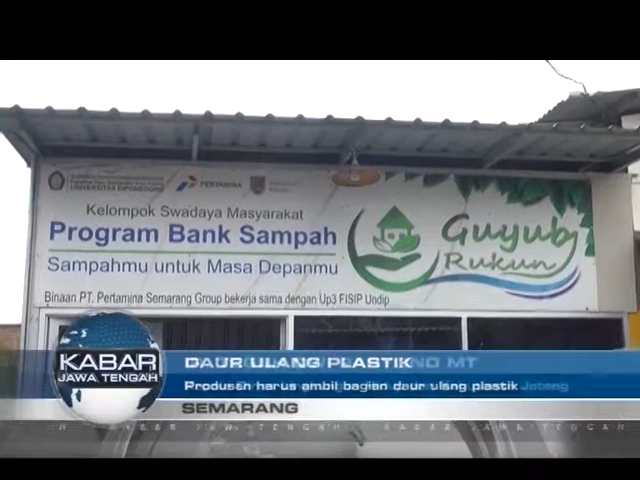 UNIVERSITAS DIPONEGORO
PERTAMINA
Kelompok Swadaya Masyarakat
Program Bank Sampah
Sampahmu untuk Masa Depanmu
Guyub
Rukun
Binaan PT. Pertamina Semarang Group bekerja sama dengan Up3 FISIP Undip
KABAR
JAWA TENGAH
DAUR ULANG PLASTIK
Produsen harus ambil bagian daur ulang plastik
SEMARANG